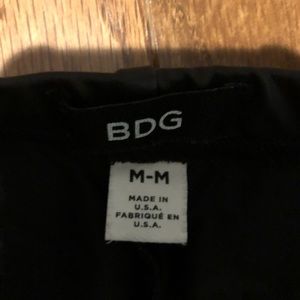 BDG
M-M
MADE IN
U.S.A.
FABRIQUÉ EN
U.S.A.